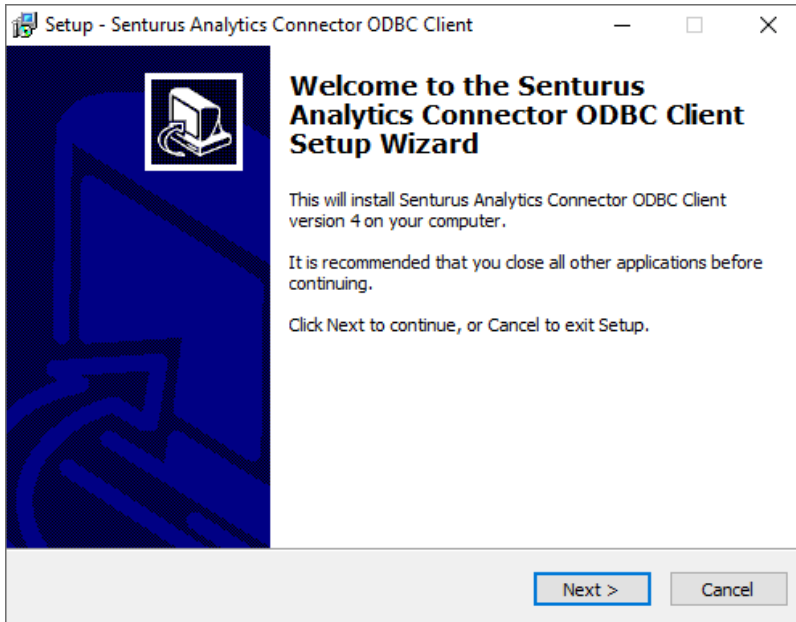 Setup - Senturus Analytics Connector ODBC Client
Welcome to the Senturus
Analytics Connector ODBC Client
Setup Wizard
This will install Senturus Analytics Connector ODBC Client
version 4 on your computer.
It is recommended that you close all other applications before
continuing.
Click Next to continue, or Cancel to exit Setup.
Next >
Cancel